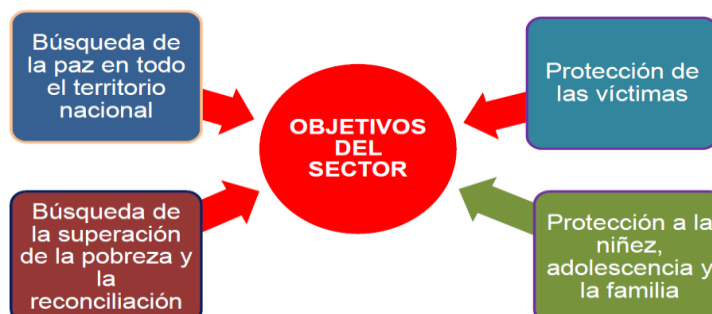 Búsqueda de
la paz en todo
el territorio
nacional
Protección de
las víctimas
OBJETIVOS
DEL
SECTOR
Búsqueda de
la superación
de la pobreza y
la
reconciliación
Protección a la
niñez,
adolescencia y
la familia